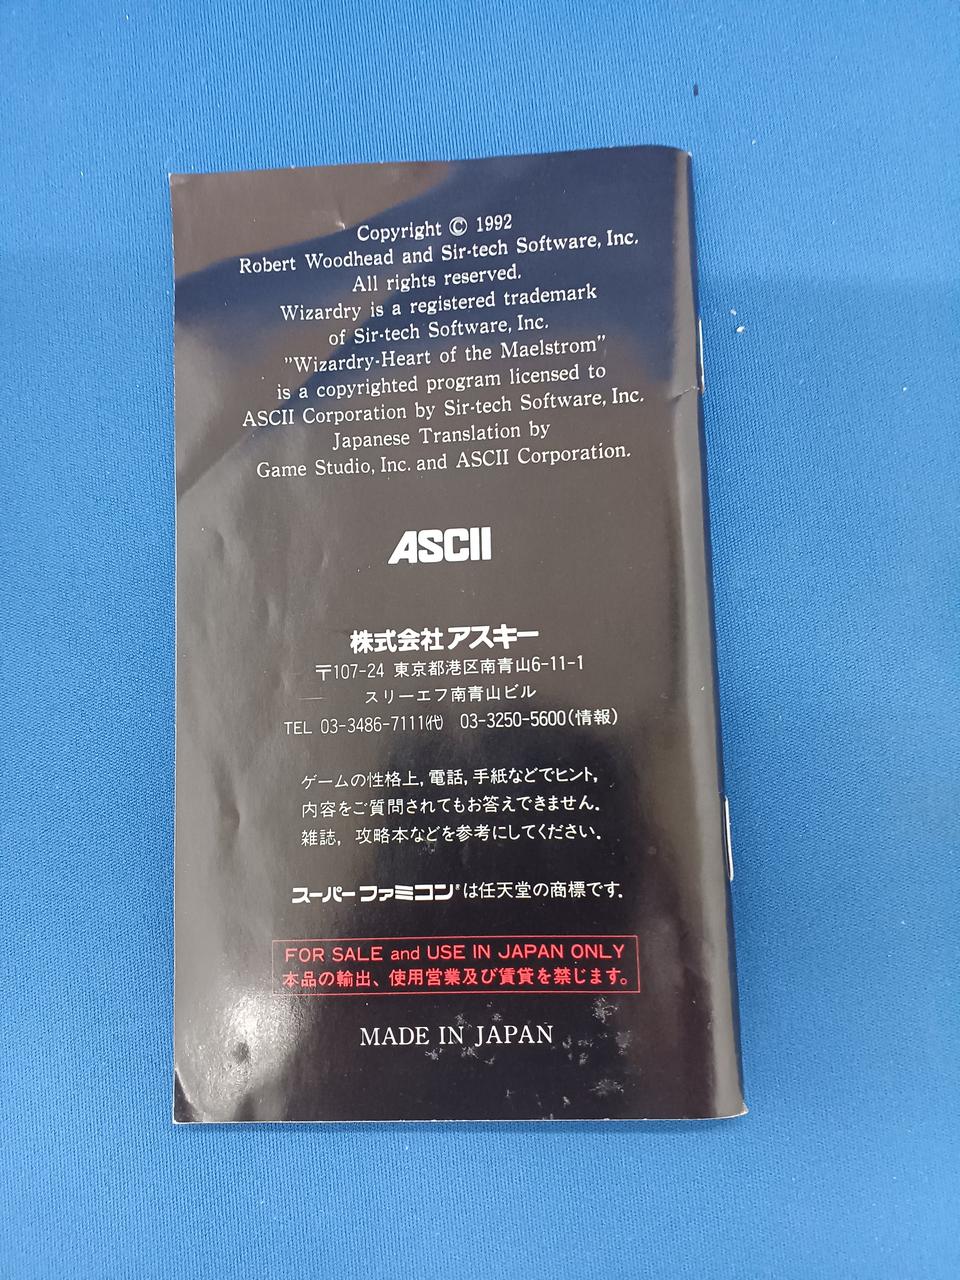 Copyright © 1992
Robert Woodhead and Sir-tech Software, Inc.
All rights reserved.
Wizardry is a registered trademark
of Sir-tech Software, Inc.
"Wizardry-Heart of the Maelstrom"
is a copyrighted program licensed to
ASCII Corporation by Sir-tech Software, Inc.
Japanese Translation by
Game Studio, Inc. and ASCII Corporation.
ASCII
株式会社アスキー
〒107-24 東京都港区南青山6-11-1
スリーエフ南青山ビル
TEL 03-3486-7111㈹ 03-3250-5600(情報)
ゲームの性格上, 電話, 手紙などでヒント,
内容をご質問されてもお答えできません。
雑誌, 攻略本などを参考にしてください。
スーパーファミコン®は任天堂の商標です。
FOR SALE and USE IN JAPAN ONLY
本品の輸出、使用営業及び賃貸を禁じます。
MADE IN JAPAN